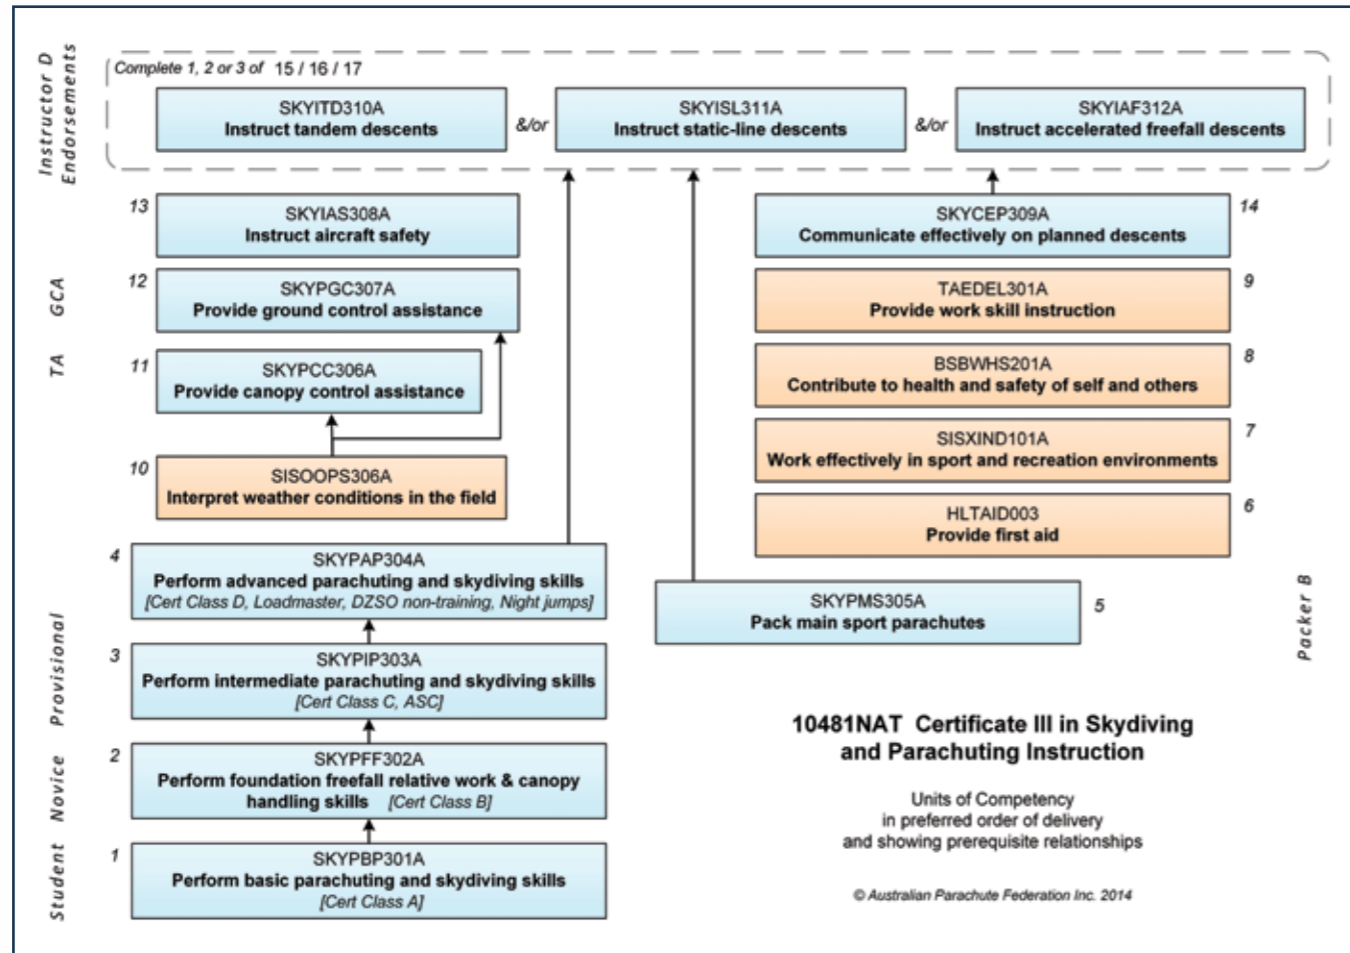 Instructor D
Endorsements
Complete 1, 2 or 3 of 15 / 16 / 17
SKYITD310A
Instruct tandem descents
&/or
SKYISL311A
Instruct static-line descents
&/or
SKYIAF312A
Instruct accelerated freefall descents
13
SKYIAS308A
Instruct aircraft safety
GCA
12
SKYPGC307A
Provide ground control assistance
TA
11
SKYPCC306A
Provide canopy control assistance
10
SISOOPS306A
Interpret weather conditions in the field
4
SKYPAP304A
Perform advanced parachuting and skydiving skills
[Cert Class D, Loadmaster, DZSO non-training, Night jumps]
Provisional
3
SKYPIP303A
Perform intermediate parachuting and skydiving skills
[Cert Class C, ASC]
Novice
2
SKYPFF302A
Perform foundation freefall relative work & canopy
handling skills [Cert Class B]
Student
1
SKYPBP301A
Perform basic parachuting and skydiving skills
[Cert Class A]
SKYCEP309A
Communicate effectively on planned descents
14
TAEDEL301A
Provide work skill instruction
9
BSBWHS201A
Contribute to health and safety of self and others
8
SISXIND101A
Work effectively in sport and recreation environments
7
HLTAID003
Provide first aid
6
SKYPMS305A
Pack main sport parachutes
5
Packer B
10481NAT Certificate III in Skydiving
and Parachuting Instruction
Units of Competency
in preferred order of delivery
and showing prerequisite relationships
© Australian Parachute Federation Inc. 2014